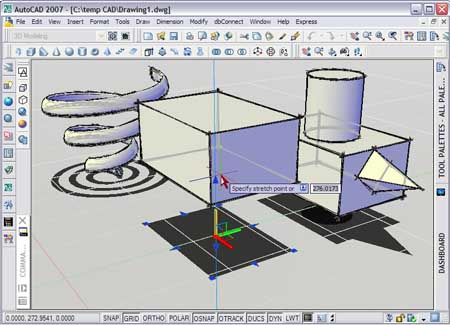 AutoCAD 2007 - [C:\temp CAD\Drawing1.dwg]
File Edit View Insert Format Tools Draw Dimension Modify dbConnect Window Help Express
3D Modeling
TOOL PALETTES - ALL PALE...
Specify stretch point or 276.0173
DASHBOARD
0.0000, 272.9541, 0.0000 SNAP GRID ORTHO POLAR OSNAP OTRACK DUCS DYN LWT